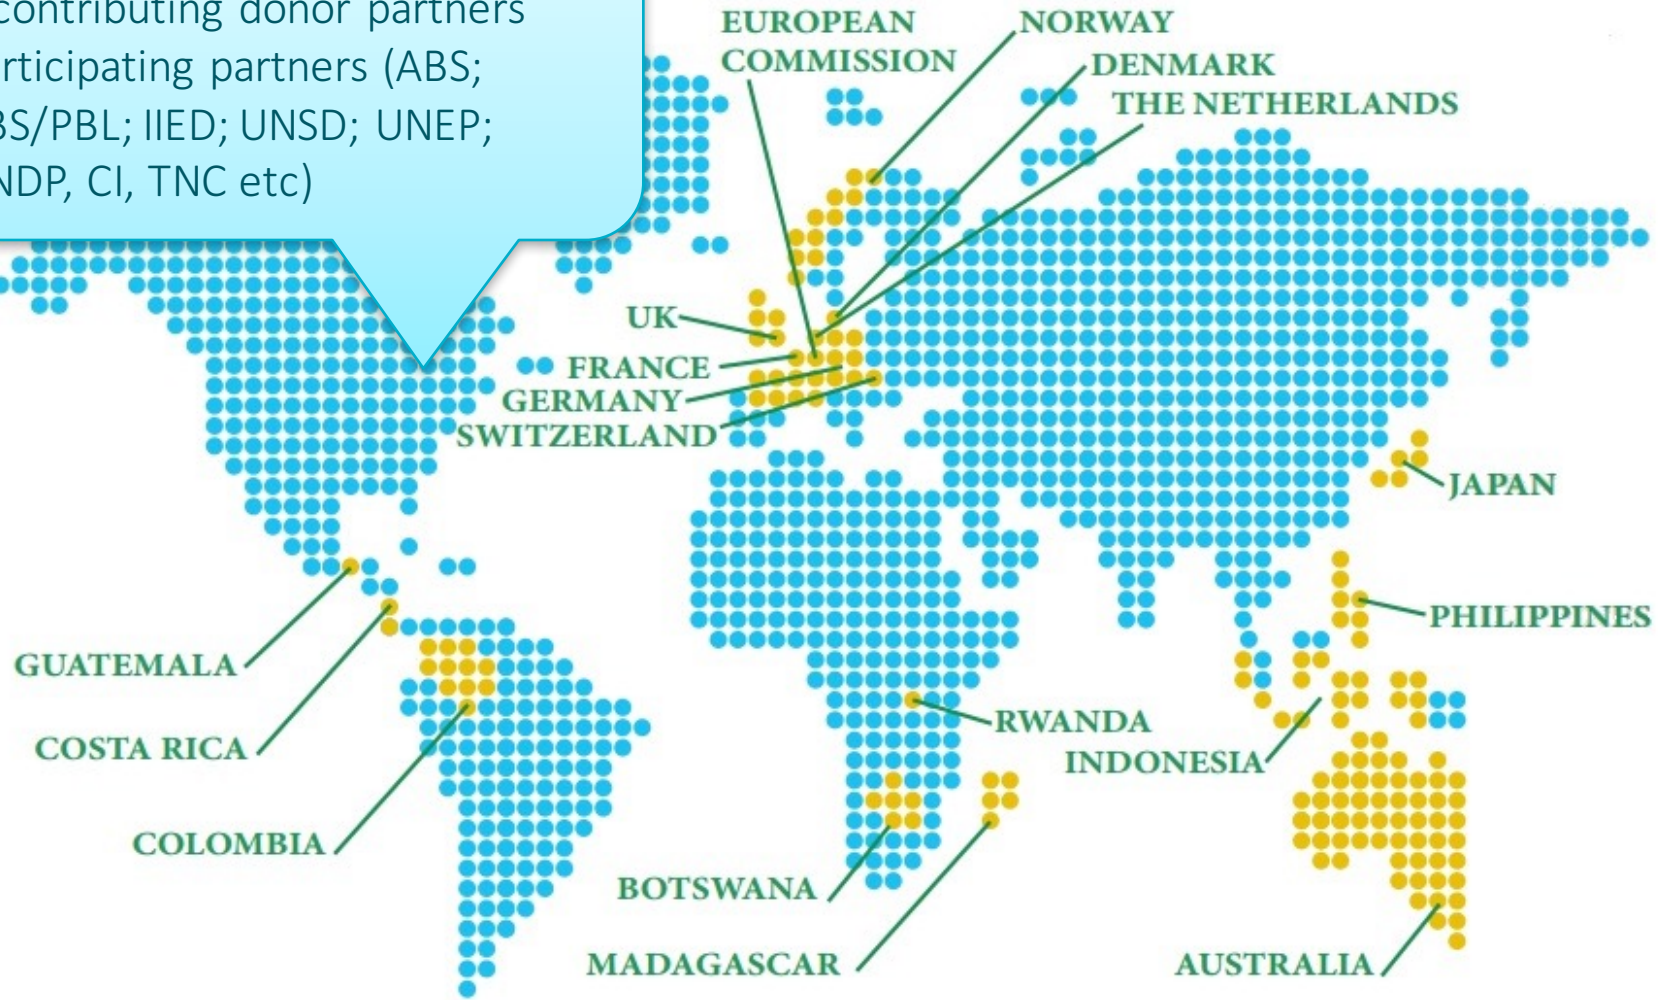 contributing donor partners
rticipating partners (ABS;
BS/PBL; IIED; UNSD; UNEP;
NDP, CI, TNC etc)
EUROPEAN
COMMISSION
NORWAY
DENMARK
THE NETHERLANDS
UK
FRANCE
GERMANY
SWITZERLAND
JAPAN
PHILIPPINES
GUATEMALA
COSTA RICA
RWANDA
INDONESIA
COLOMBIA
BOTSWANA
MADAGASCAR
AUSTRALIA